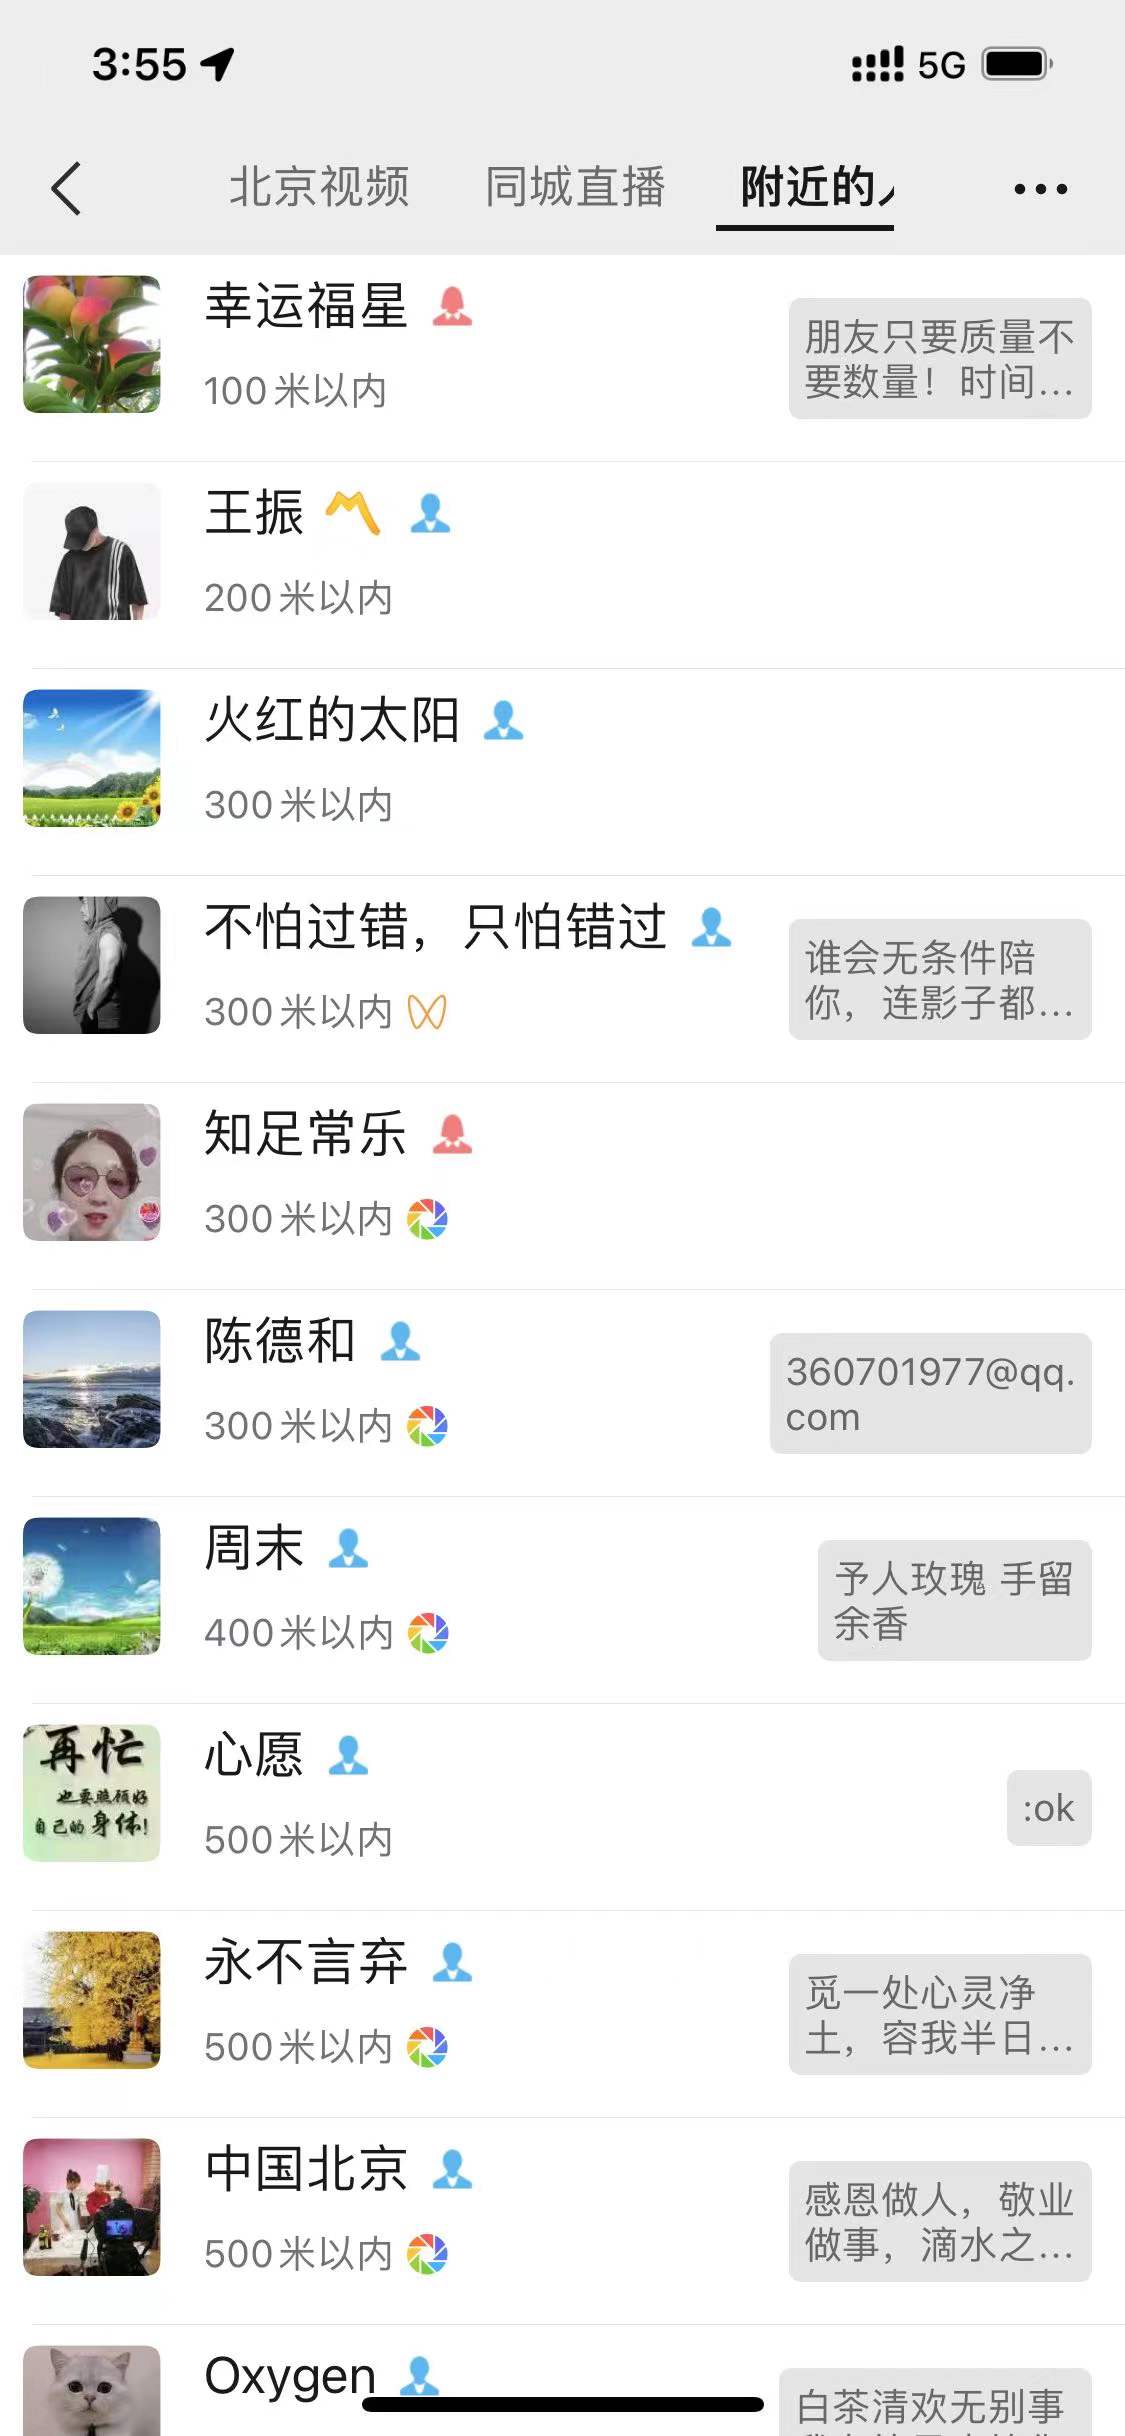 3:55
5G
北京视频 同城直播 附近的
幸运福星
100米以内
朋友只要质量不
要数量！时间...
王振
200米以内
火红的太阳
300米以内
不怕过错，只怕错过
300米以内
谁会无条件陪
你，连影子都...
知足常乐
300米以内
陈德和
300米以内
360701977@qq.
com
周末
400米以内
予人玫瑰 手留
余香
再忙
也要照顾好
自己的身体!
心愿
500米以内
:ok
永不言弃
500米以内
觅一处心灵净
土，容我半日...
中国北京
500米以内
感恩做人，敬业
做事，滴水之...
Oxygen
白茶清欢无别事